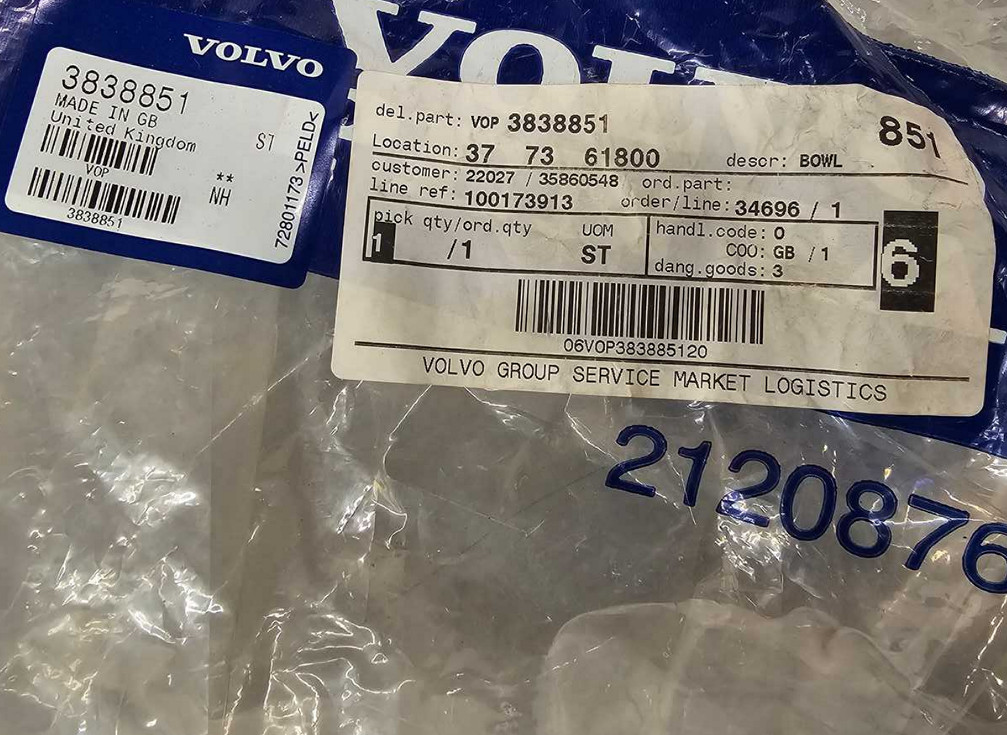 VOLVO
3838851
MADE IN GB
United Kingdom ST
VOP ** NH
3838851
72801173 >PELD<
del.part: VOP 3838851 851
Location: 37 73 61800 descr: BOWL
customer: 22027 / 35860548 ord.part:
line ref: 100173913 order/line: 34696 / 1
pick qty/ord.qty UOM handl.code: 0
1 /1 ST COO: GB / 1
dang.goods: 3
6
06VOP383885120
VOLVO GROUP SERVICE MARKET LOGISTICS
2120876